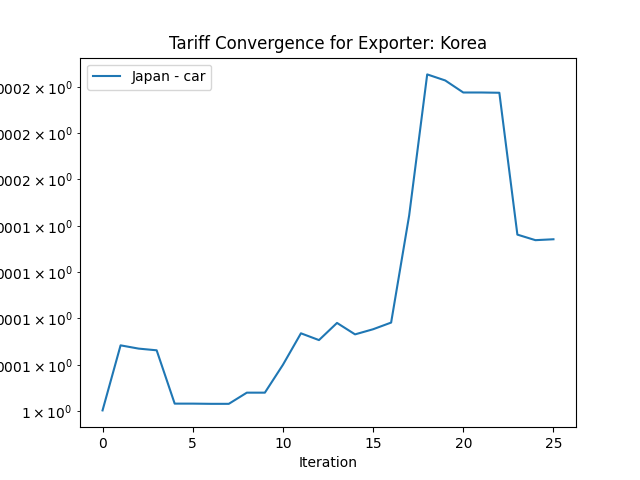 Tariff Convergence for Exporter: Korea
Japan - car
0002 × 10⁰
0002 × 10⁰
0002 × 10⁰
0001 × 10⁰
0001 × 10⁰
0001 × 10⁰
0001 × 10⁰
1 × 10⁰
0 5 10 15 20 25
Iteration